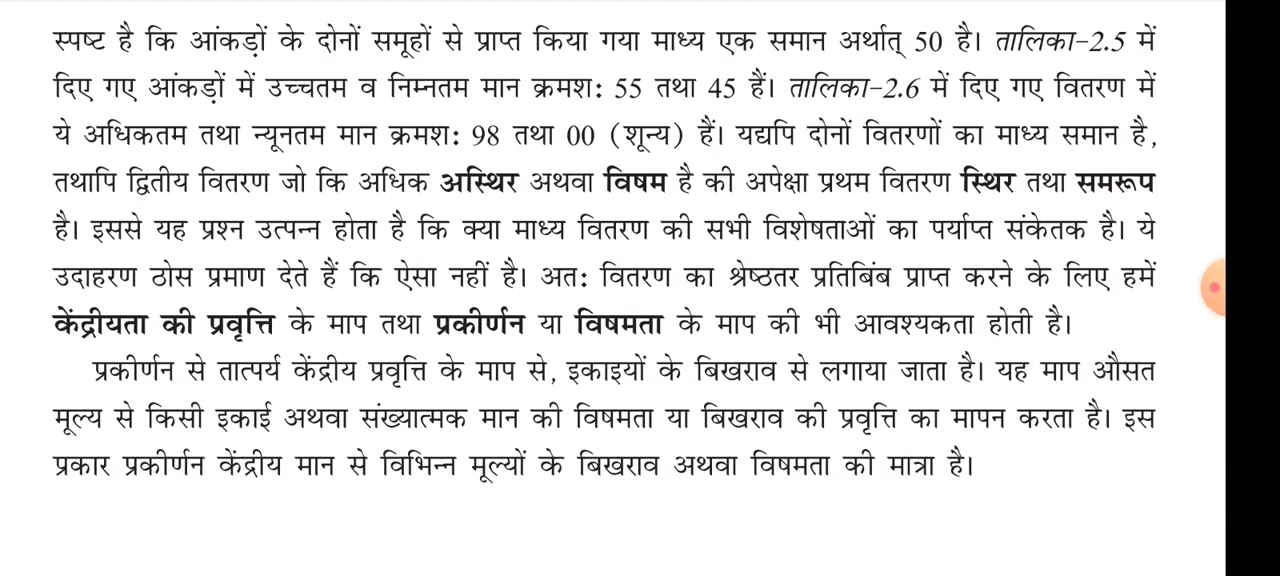 स्पष्ट है कि आंकड़ों के दोनों समूहों से प्राप्त किया गया माध्य एक समान अर्थात् 50 है। तालिका-2.5 में
दिए गए आंकड़ों में उच्चतम व निम्नतम मान क्रमश: 55 तथा 45 हैं। तालिका-2.6 में दिए गए वितरण में
ये अधिकतम तथा न्यूनतम मान क्रमश: 98 तथा 00 (शून्य) हैं। यद्यपि दोनों वितरणों का माध्य समान है,
तथापि द्वितीय वितरण जो कि अधिक अस्थिर अथवा विषम है की अपेक्षा प्रथम वितरण स्थिर तथा समरूप
है। इससे यह प्रश्न उत्पन्न होता है कि क्या माध्य वितरण की सभी विशेषताओं का पर्याप्त संकेतक है। ये
उदाहरण ठोस प्रमाण देते हैं कि ऐसा नहीं है। अत: वितरण का श्रेष्ठतर प्रतिबिंब प्राप्त करने के लिए हमें
केंद्रीयता की प्रवृत्ति के माप तथा प्रकीर्णन या विषमता के माप की भी आवश्यकता होती है।
प्रकीर्णन से तात्पर्य केंद्रीय प्रवृत्ति के माप से, इकाइयों के बिखराव से लगाया जाता है। यह माप औसत
मूल्य से किसी इकाई अथवा संख्यात्मक मान की विषमता या बिखराव की प्रवृत्ति का मापन करता है। इस
प्रकार प्रकीर्णन केंद्रीय मान से विभिन्न मूल्यों के बिखराव अथवा विषमता की मात्रा है।